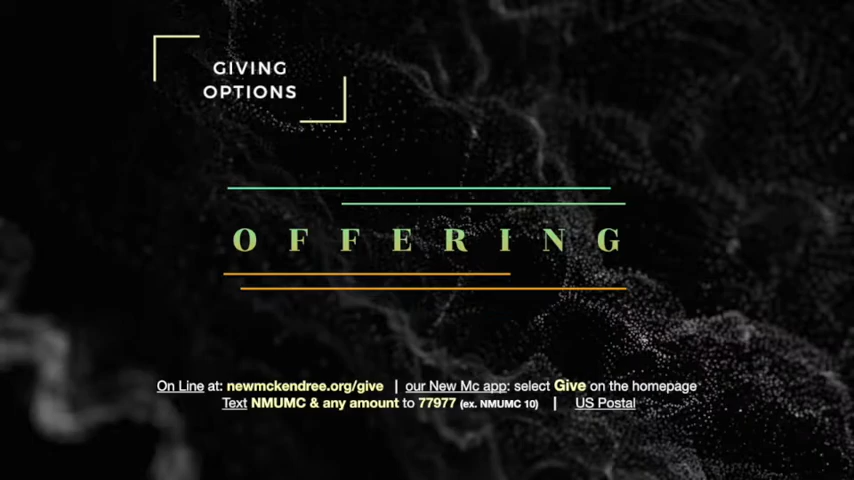 GIVING
OPTIONS
OFFERING
On Line at: newmckendree.org/give | our New Mc app: select Give on the homepage
Text NMUMC & any amount to 77977 (ex. NMUMC 10) | US Postal